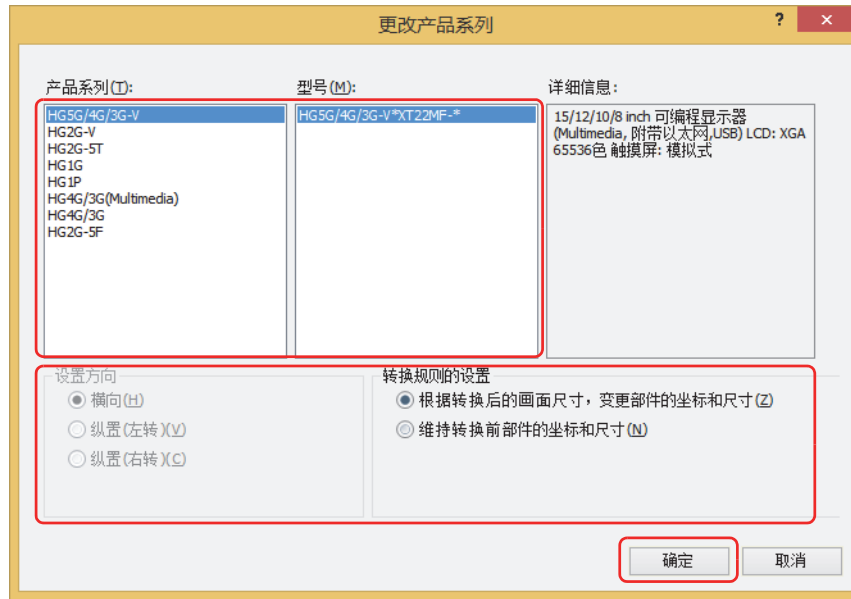 更改产品系列
?
×
产品系列(T):
型号(M):
详细信息:
HG5G/4G/3G-V
HG2G-V
HG2G-5T
HG1G
HG1P
HG4G/3G(Multimedia)
HG4G/3G
HG2G-5F
HG5G/4G/3G-V*XT22MF-*
15/12/10/8 inch 可编程显示器
(Multimedia, 附带以太网,USB) LCD: XGA
65536色 触摸屏: 模拟式
设置方向
横向(H)
纵置(左转)(V)
纵置(右转)(C)
转换规则的设置
根据转换后的画面尺寸，变更部件的坐标和尺寸(Z)
维持转换前部件的坐标和尺寸(N)
确定
取消